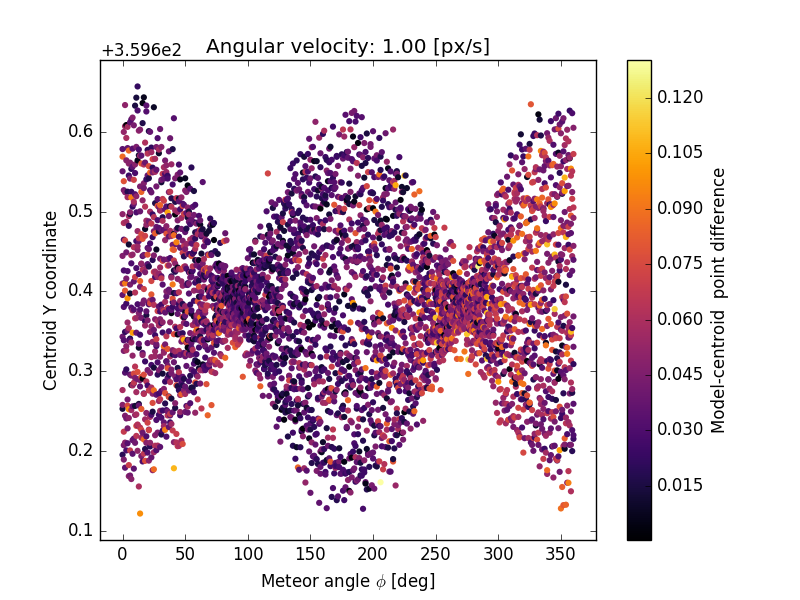 Angular velocity: 1.00 [px/s]
+3.596e2
0.6
0.5
0.4
0.3
0.2
0.1
Centroid Y coordinate
0 50 100 150 200 250 300 350
Meteor angle ϕ [deg]
0.120
0.105
0.090
0.075
0.060
0.045
0.030
0.015
Model-centroid point difference